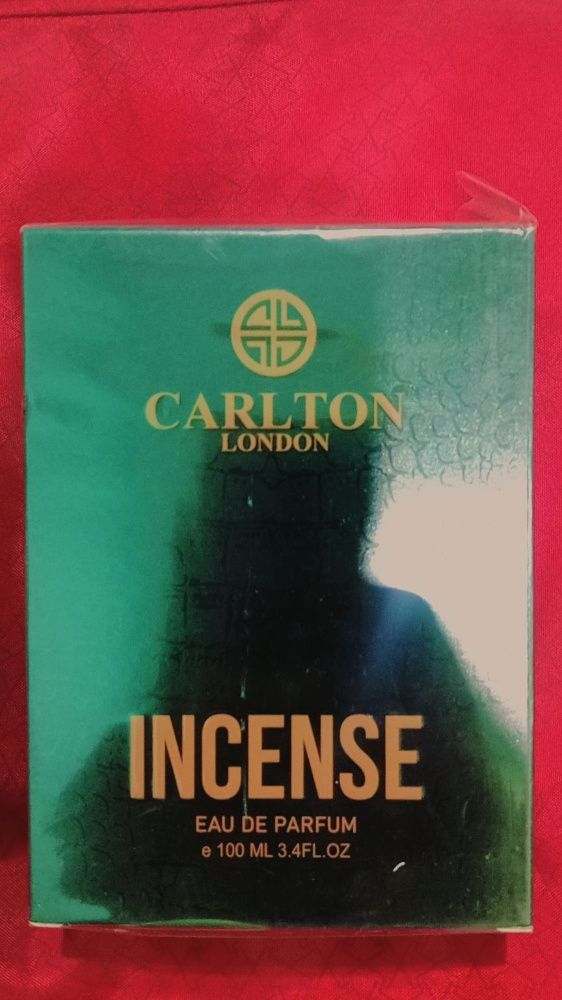 CARLTON
LONDON
INCENSE
EAU DE PARFUM
e 100 ML 3.4FL.OZ